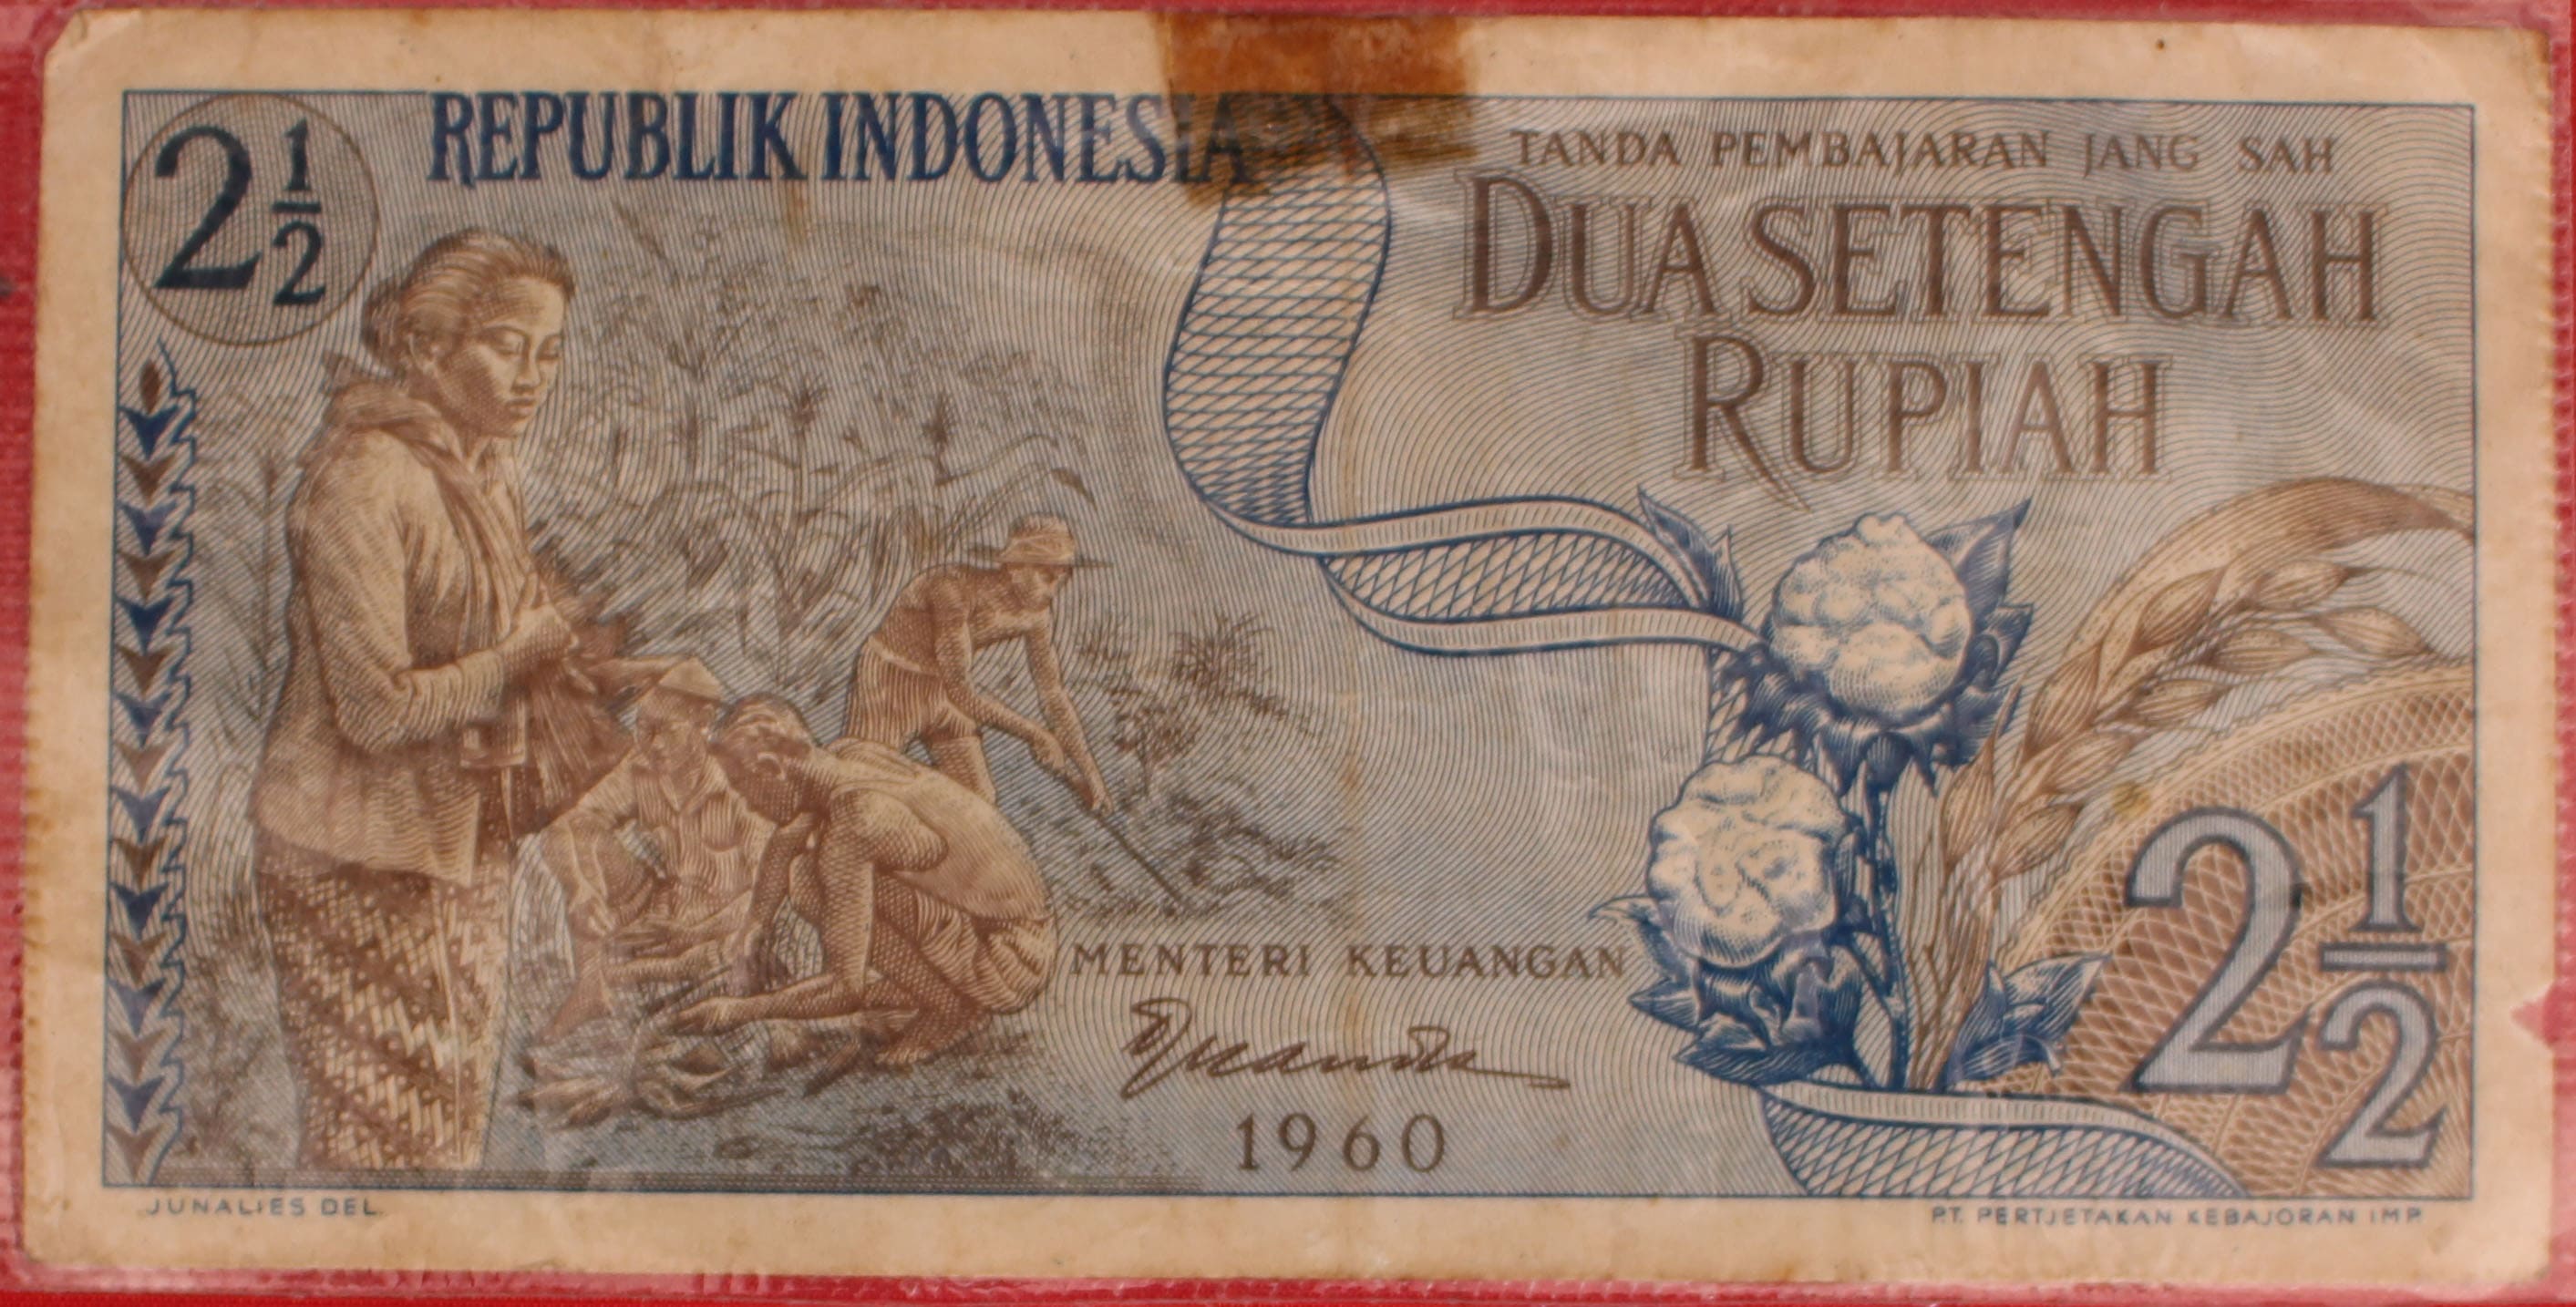 2 1/2
REPUBLIK INDONESIA
TANDA PEMBAJARAN JANG SAH
DUA SETENGAH
RUPIAH
MENTERI KEUANGAN
1960
2 1/2
JUNALIES DEL.
P.T. PERTJETAKAN KEBAJORAN IMP.